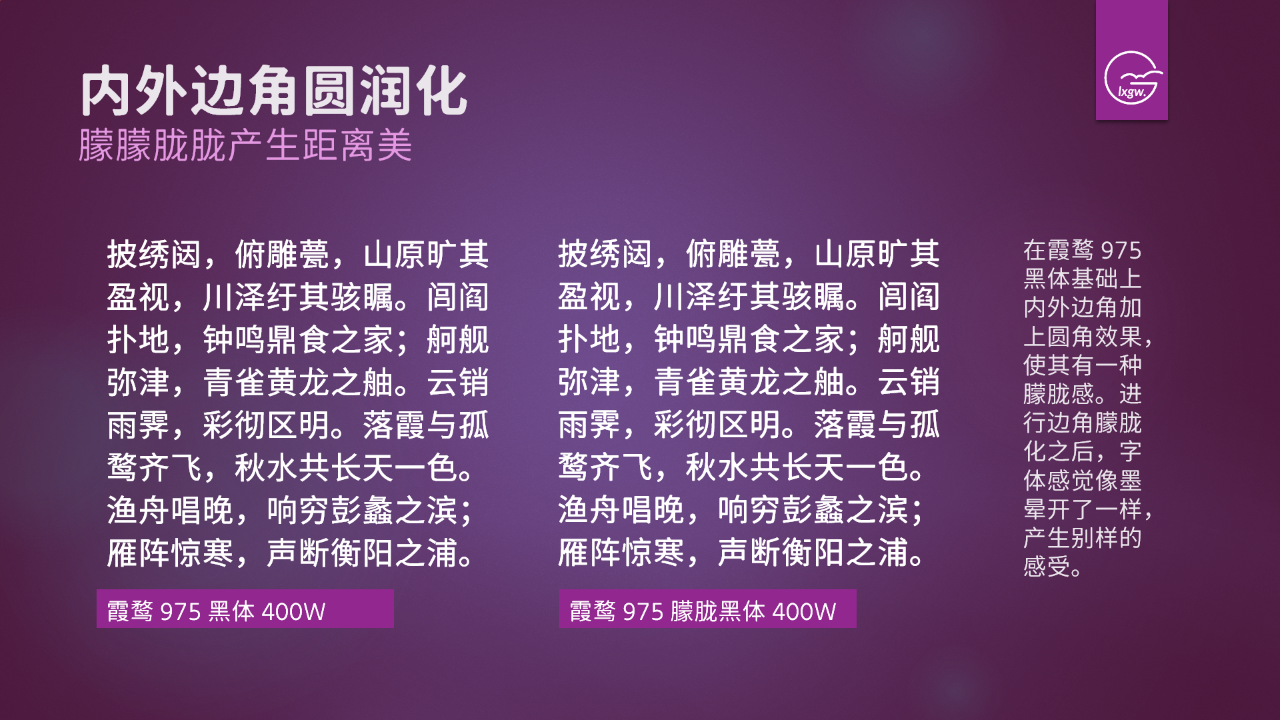 内外边角圆润化
朦朦胧胧产生距离美
lxgw.
披绣闼，俯雕甍，山原旷其
盈视，川泽纡其骇瞩。闾阎
扑地，钟鸣鼎食之家；舸舰
弥津，青雀黄龙之舳。云销
雨霁，彩彻区明。落霞与孤
鹜齐飞，秋水共长天一色。
渔舟唱晚，响穷彭蠡之滨；
雁阵惊寒，声断衡阳之浦。
霞鹜 975 黑体 400W
披绣闼，俯雕甍，山原旷其
盈视，川泽纡其骇瞩。闾阎
扑地，钟鸣鼎食之家；舸舰
弥津，青雀黄龙之舳。云销
雨霁，彩彻区明。落霞与孤
鹜齐飞，秋水共长天一色。
渔舟唱晚，响穷彭蠡之滨；
雁阵惊寒，声断衡阳之浦。
霞鹜 975 朦胧黑体 400W
在霞鹜 975
黑体基础上
内外边角加
上圆角效果，
使其有一种
朦胧感。进
行边角朦胧
化之后，字
体感觉像墨
晕开了一样，
产生别样的
感受。